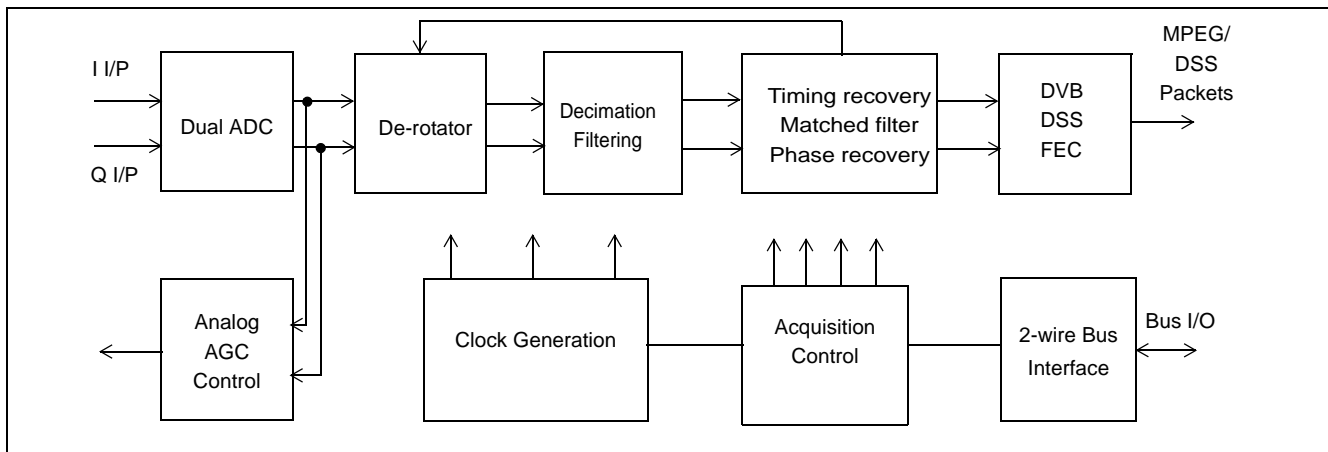 I I/P
Q I/P
Dual ADC
De-rotator
Decimation
Filtering
Timing recovery
Matched filter
Phase recovery
DVB
DSS
FEC
MPEG/
DSS
Packets
Analog
AGC
Control
Clock Generation
Acquisition
Control
2-wire Bus
Interface
Bus I/O